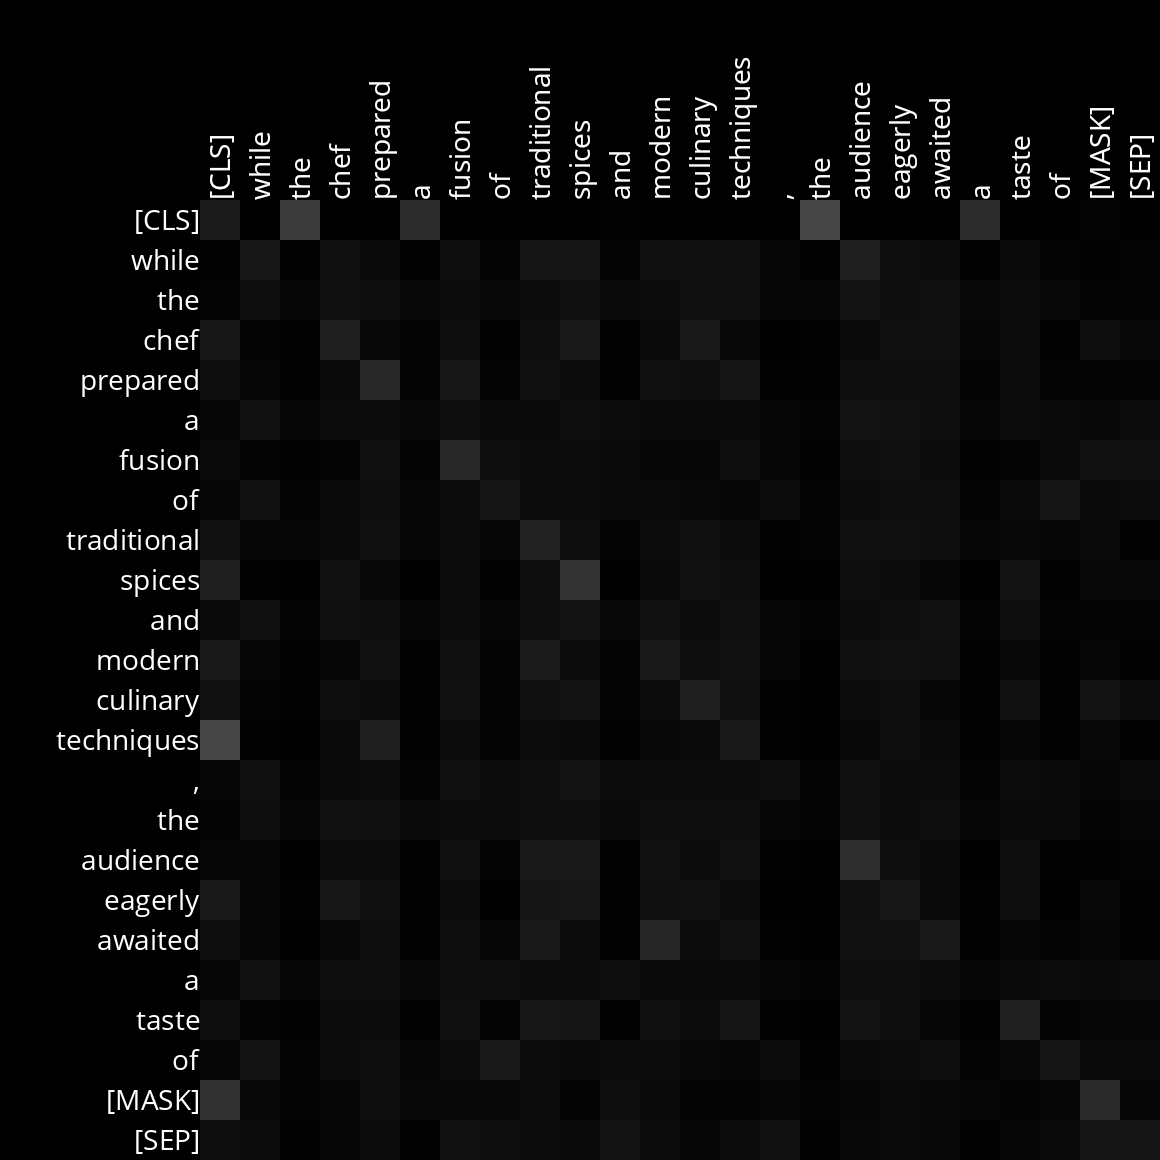 [CLS] while the chef prepared a fusion of traditional spices and modern culinary techniques , the audience eagerly awaited a taste of [MASK] [SEP]
[CLS]
while
the
chef
prepared
a
fusion
of
traditional
spices
and
modern
culinary
techniques
,
the
audience
eagerly
awaited
a
taste
of
[MASK]
[SEP]